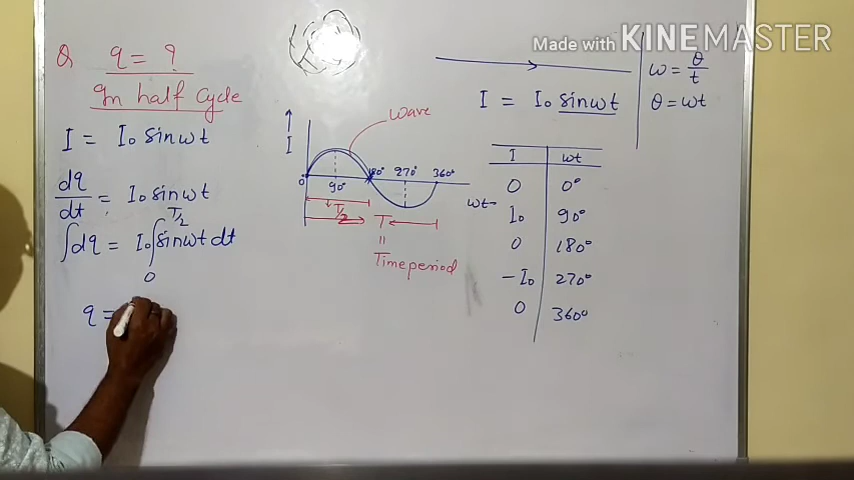 Made with KINEMASTER
Q q = ?
In half Cycle
I = I₀ sinωt
dq/dt = I₀ sinωt
∫dq = I₀ ∫₀^T/2 sinωt dt
q =
wave
I
0° 90° 180° 270° 360°
ωt
T/2
T
=
Time period
I = I₀ sinωt
ω = θ/t
θ = ωt
I ωt
0 0°
I₀ 90°
0 180°
-I₀ 270°
0 360°